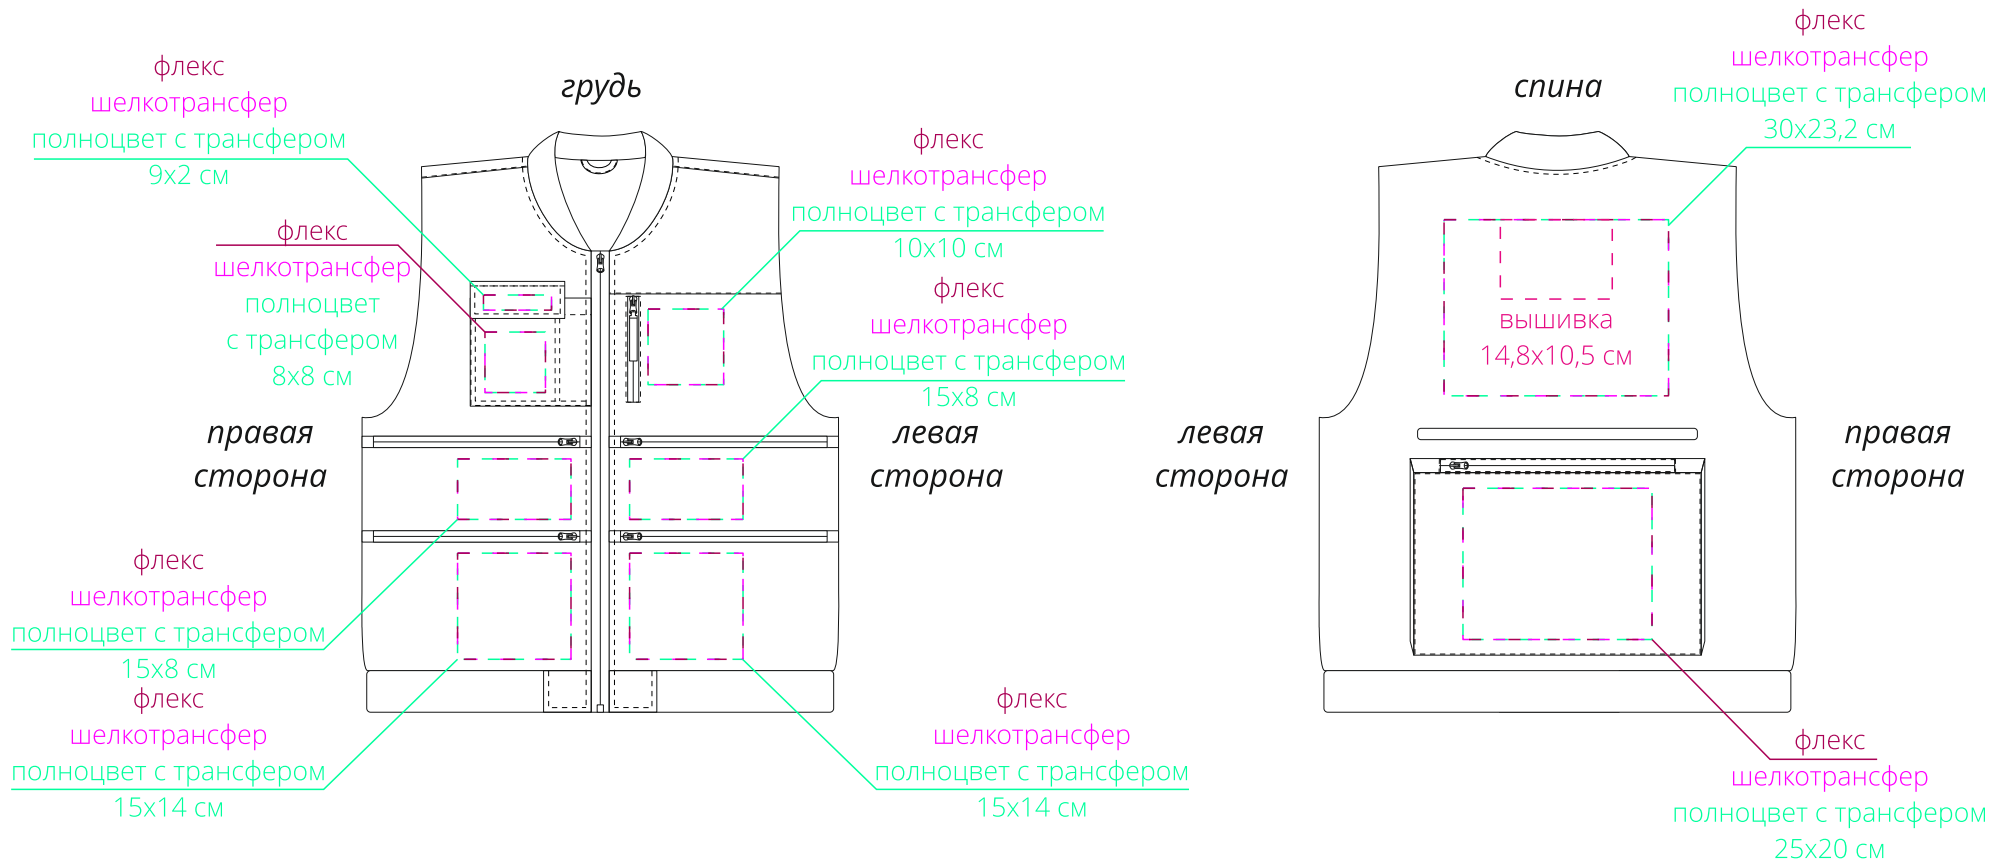 флекс
шелкотрансфер
полноцвет с трансфером
9x2 см
флекс
шелкотрансфер
полноцвет
с трансфером
8x8 см
грудь
флекс
шелкотрансфер
полноцвет с трансфером
10x10 см
флекс
шелкотрансфер
полноцвет с трансфером
15x8 см
правая
сторона
левая
сторона
флекс
шелкотрансфер
полноцвет с трансфером
15x8 см
флекс
шелкотрансфер
полноцвет с трансфером
15x14 см
флекс
шелкотрансфер
полноцвет с трансфером
15x14 см
спина
флекс
шелкотрансфер
полноцвет с трансфером
30x23,2 см
вышивка
14,8x10,5 см
левая
сторона
правая
сторона
флекс
шелкотрансфер
полноцвет с трансфером
25x20 см